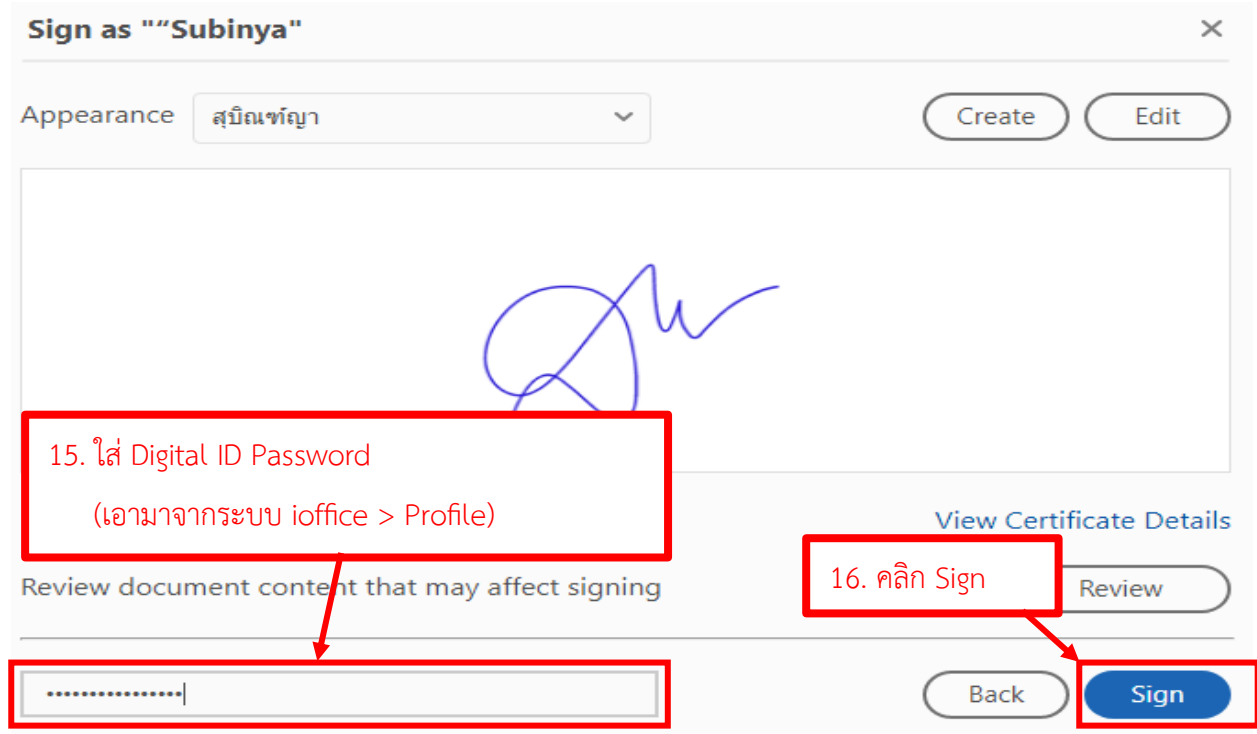 Sign as "“Subinya"
Appearance สุบิณฑ์ญา Create Edit
15. ใส่ Digital ID Password
(เอามาจากระบบ ioffice > Profile)
View Certificate Details
16. คลิก Sign
Review document content that may affect signing
Review
••••••••••••••••
Back Sign